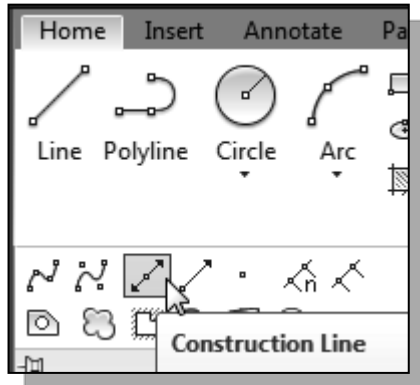 Home Insert Annotate Pa
Line Polyline Circle Arc
n
Construction Line